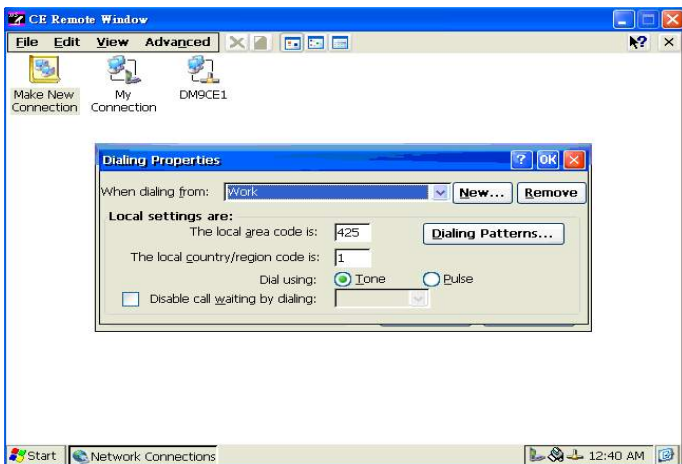 CE Remote Window
File Edit View Advanced
Make New Connection
My Connection
DM9CE1
Dialing Properties
? OK
When dialing from: Work New... Remove
Local settings are:
The local area code is: 425 Dialing Patterns...
The local country/region code is: 1
Dial using: Tone Pulse
Disable call waiting by dialing:
Start Network Connections 12:40 AM